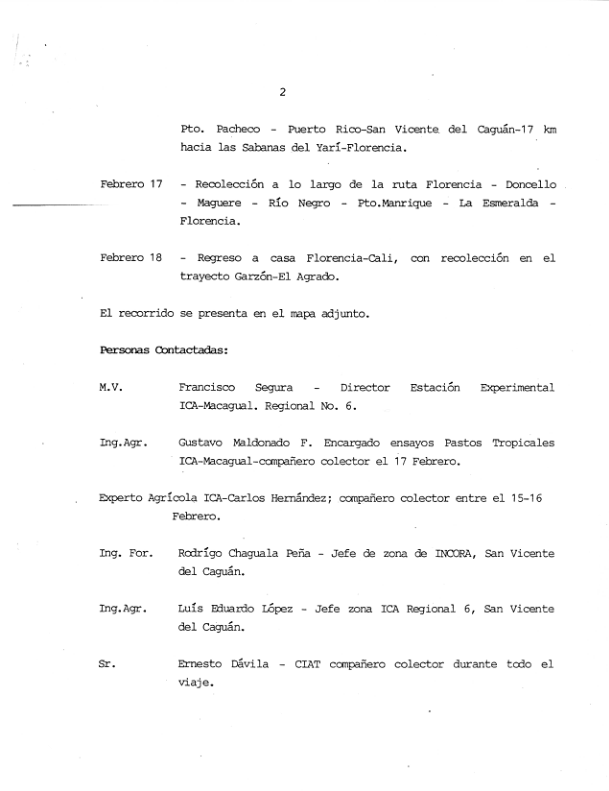 2
Pto. Pacheco - Puerto Rico-San Vicente del Caguán-17 km
hacia las Sabanas del Yarí-Florencia.
Febrero 17 - Recolección a lo largo de la ruta Florencia - Doncello
- Maguere - Río Negro - Pto.Manrique - La Esmeralda -
Florencia.
Febrero 18 - Regreso a casa Florencia-Cali, con recolección en el
trayecto Garzón-El Agrado.
El recorrido se presenta en el mapa adjunto.
Personas Contactadas:
M.V. Francisco Segura - Director Estación Experimental
ICA-Macagual. Regional No. 6.
Ing.Agr. Gustavo Maldonado F. Encargado ensayos Pastos Tropicales
ICA-Macagual-compañero colector el 17 Febrero.
Experto Agrícola ICA-Carlos Hernández; compañero colector entre el 15-16
Febrero.
Ing. For. Rodrígo Chaguala Peña - Jefe de zona de INCORA, San Vicente
del Caguán.
Ing.Agr. Luís Eduardo López - Jefe zona ICA Regional 6, San Vicente
del Caguán.
Sr. Ernesto Dávila - CIAT compañero colector durante todo el
viaje.